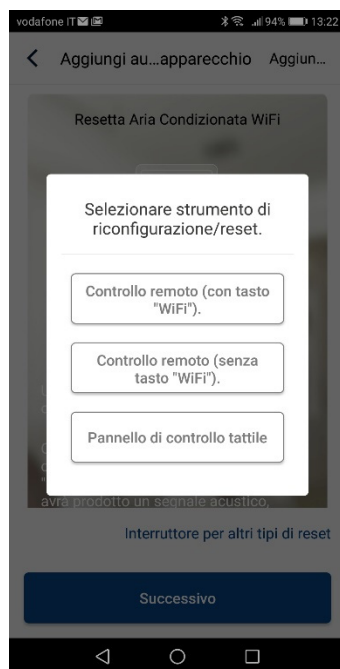 vodafone IT 94% 13:22
Aggiungi au...apparecchio Aggiun...
Resetta Aria Condizionata WiFi
Selezionare strumento di
riconfigurazione/reset.
Controllo remoto (con tasto
"WiFi").
Controllo remoto (senza
tasto "WiFi").
Pannello di controllo tattile
avrà prodotto un segnale acustico,
Interruttore per altri tipi di reset
Successivo